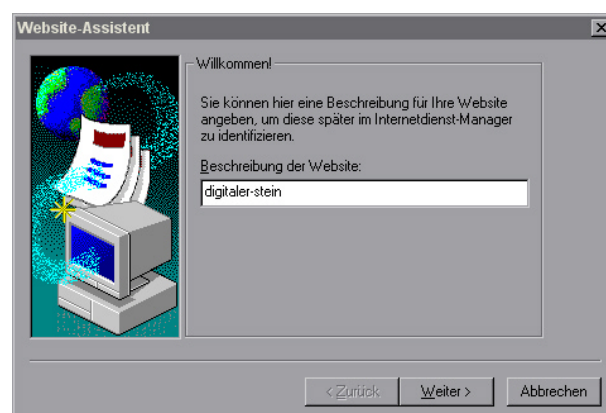 Website-Assistent
Willkommen!
Sie können hier eine Beschreibung für Ihre Website
angeben, um diese später im Internetdienst-Manager
zu identifizieren.
Beschreibung der Website:
digitaler-stein
< Zurück
Weiter >
Abbrechen